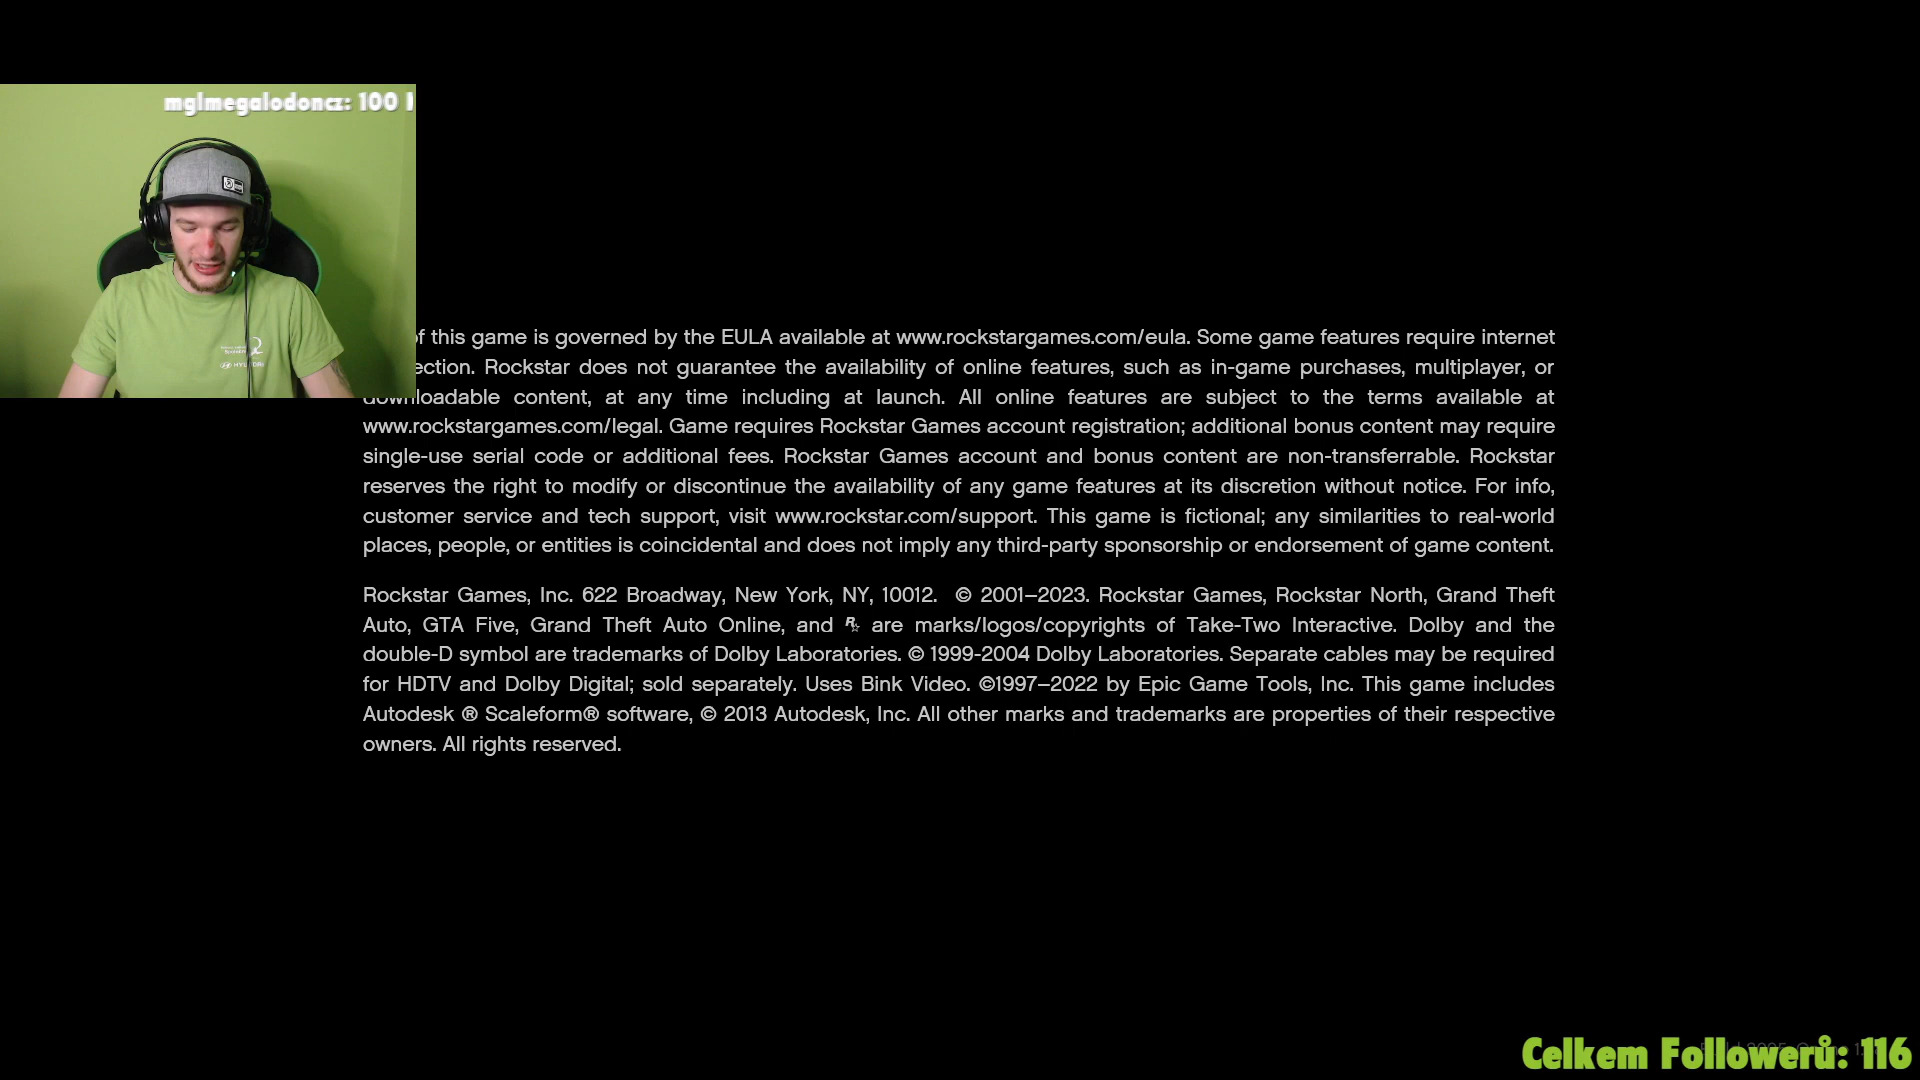 mglmegalodoncz: 100
of this game is governed by the EULA available at www.rockstargames.com/eula. Some game features require internet
ection. Rockstar does not guarantee the availability of online features, such as in-game purchases, multiplayer, or
downloadable content, at any time including at launch. All online features are subject to the terms available at
www.rockstargames.com/legal. Game requires Rockstar Games account registration; additional bonus content may require
single-use serial code or additional fees. Rockstar Games account and bonus content are non-transferrable. Rockstar
reserves the right to modify or discontinue the availability of any game features at its discretion without notice. For info,
customer service and tech support, visit www.rockstar.com/support. This game is fictional; any similarities to real-world
places, people, or entities is coincidental and does not imply any third-party sponsorship or endorsement of game content.
Rockstar Games, Inc. 622 Broadway, New York, NY, 10012. © 2001–2023. Rockstar Games, Rockstar North, Grand Theft
Auto, GTA Five, Grand Theft Auto Online, and R* are marks/logos/copyrights of Take-Two Interactive. Dolby and the
double-D symbol are trademarks of Dolby Laboratories. © 1999-2004 Dolby Laboratories. Separate cables may be required
for HDTV and Dolby Digital; sold separately. Uses Bink Video. ©1997–2022 by Epic Game Tools, Inc. This game includes
Autodesk ® Scaleform® software, © 2013 Autodesk, Inc. All other marks and trademarks are properties of their respective
owners. All rights reserved.
Celkem Followerů: 116